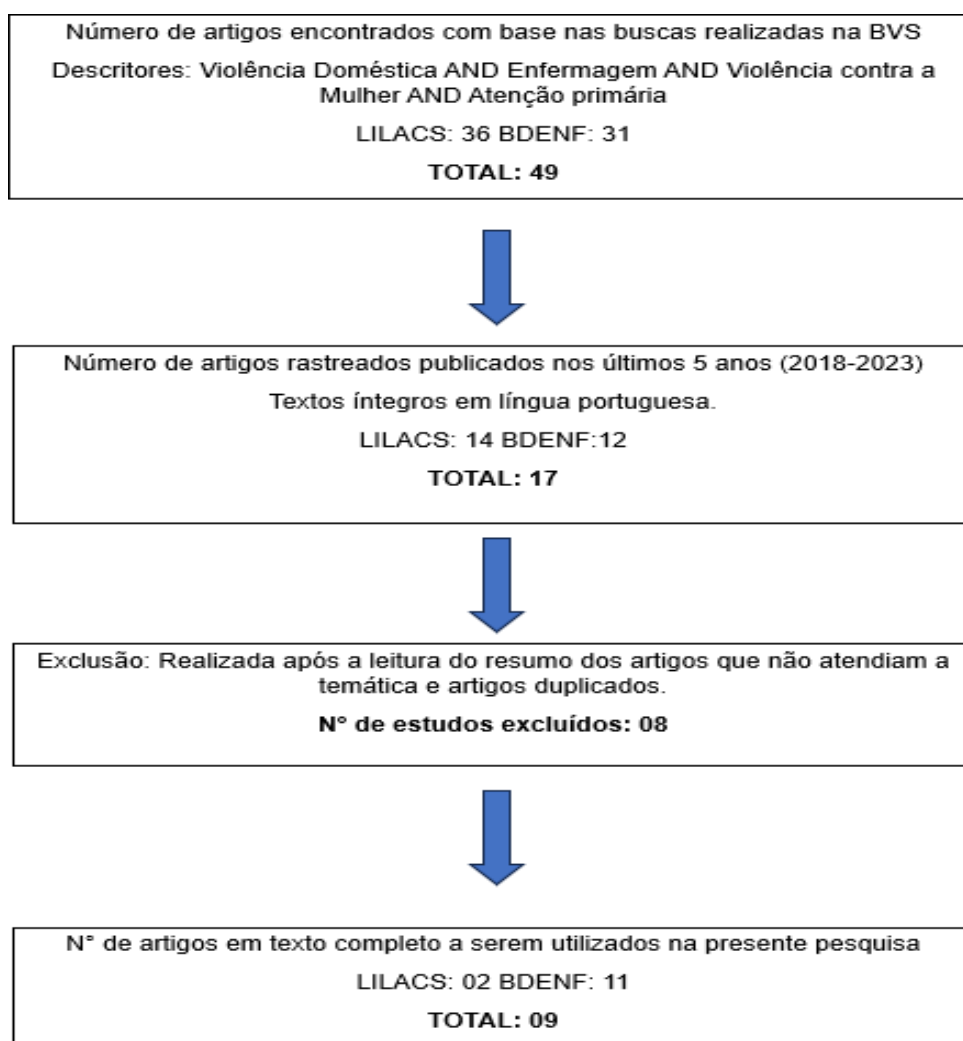 Número de artigos encontrados com base nas buscas realizadas na BVS
Descritores: Violência Doméstica AND Enfermagem AND Violência contra a
Mulher AND Atenção primária
LILACS: 36 BDENF: 31
TOTAL: 49
Número de artigos rastreados publicados nos últimos 5 anos (2018-2023)
Textos íntegros em língua portuguesa.
LILACS: 14 BDENF:12
TOTAL: 17
Exclusão: Realizada após a leitura do resumo dos artigos que não atendiam a
temática e artigos duplicados.
N° de estudos excluídos: 08
N° de artigos em texto completo a serem utilizados na presente pesquisa
LILACS: 02 BDENF: 11
TOTAL: 09